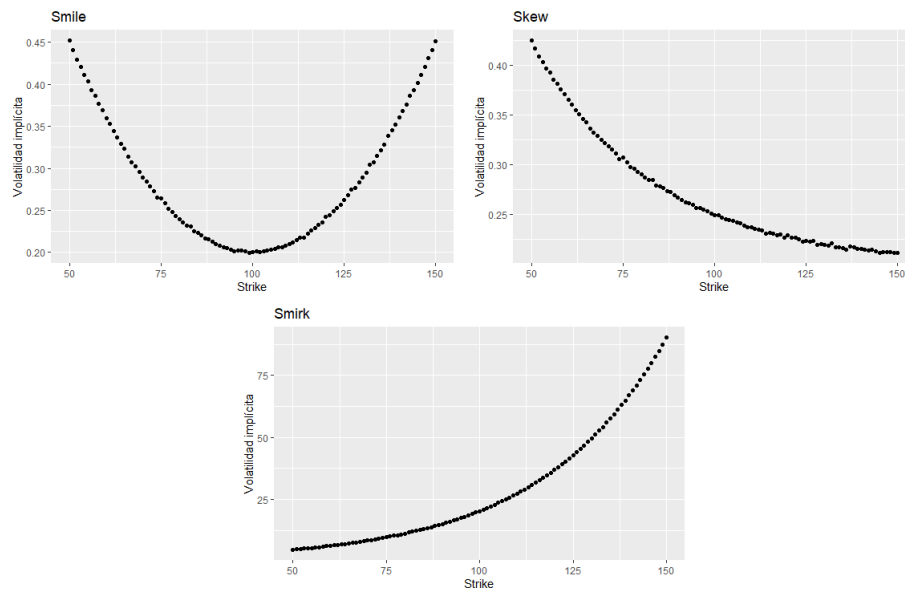 Smile
Volatilidad implícita
0.45
0.40
0.35
0.30
0.25
0.20
50 75 100 125 150
Strike
Skew
Volatilidad implícita
0.40
0.35
0.30
0.25
50 75 100 125 150
Strike
Smirk
Volatilidad implícita
75
50
25
50 75 100 125 150
Strike